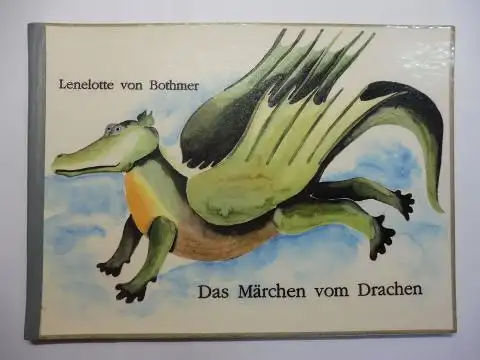 Lenelotte von Bothmer
Das Märchen vom Drachen